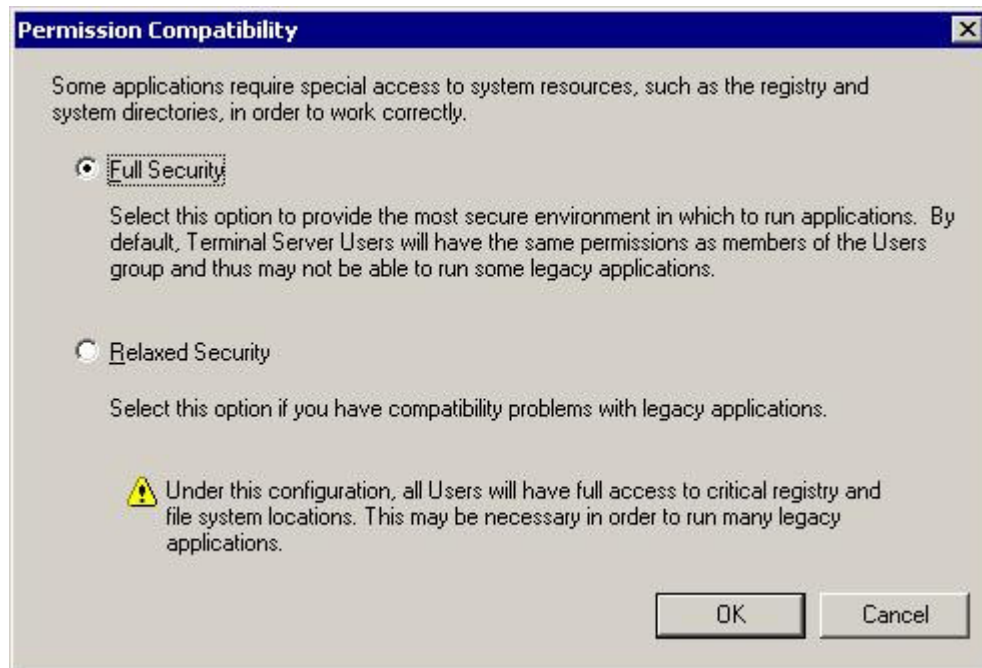 Permission Compatibility
Some applications require special access to system resources, such as the registry and
system directories, in order to work correctly.
Full Security
Select this option to provide the most secure environment in which to run applications.  By
default, Terminal Server Users will have the same permissions as members of the Users
group and thus may not be able to run some legacy applications.
Relaxed Security
Select this option if you have compatibility problems with legacy applications.
Under this configuration, all Users will have full access to critical registry and
file system locations. This may be necessary in order to run many legacy
applications.
OK
Cancel